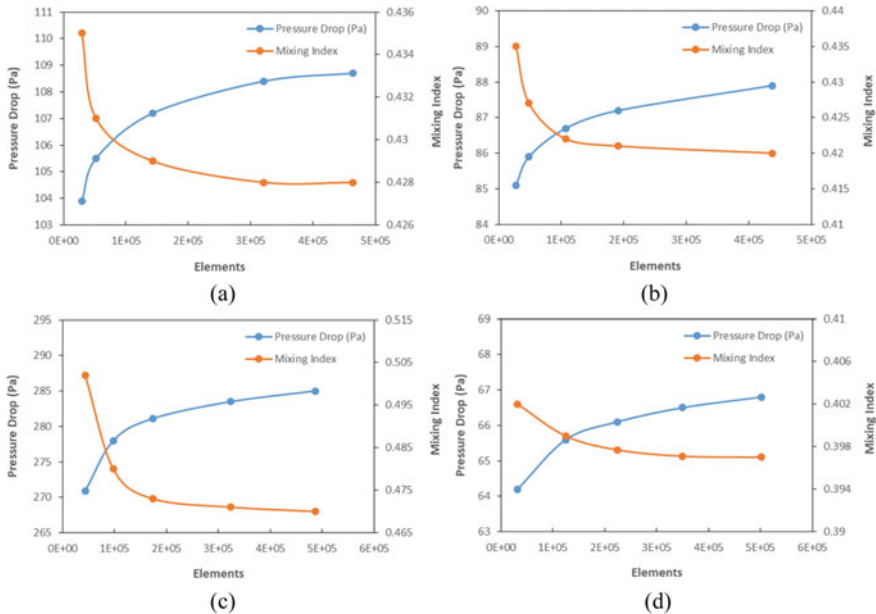 111
110
109
108
107
106
105
104
103
Pressure Drop (Pa)
Pressure Drop (Pa)
Mixing Index
0.436
0.434
0.433
0.431
0.43
0.428
0.426
Mixing Index
0E+00 1E+05 2E+05 3E+05 4E+05 5E+05
Elements
(a)
90
89
88
87
86
85
84
Pressure Drop (Pa)
Pressure Drop (Pa)
Mixing Index
0.44
0.435
0.430
0.425
0.42
0.415
0.41
Mixing Index
0E+00 1E+05 2E+05 3E+05 4E+05 5E+05
Elements
(b)
295
290
285
280
275
270
265
Pressure Drop (Pa)
Pressure Drop (Pa)
Mixing Index
0.515
0.505
0.495
0.485
0.475
0.465
Mixing Index
0E+00 1E+05 2E+05 3E+05 4E+05 5E+05 6E+05
Elements
(c)
69
68
67
66
65
64
63
Pressure Drop (Pa)
Pressure Drop (Pa)
Mixing Index
0.41
0.406
0.402
0.398
0.394
0.39
Mixing Index
0E+00 1E+05 2E+05 3E+05 4E+05 5E+05 6E+05
Elements
(d)